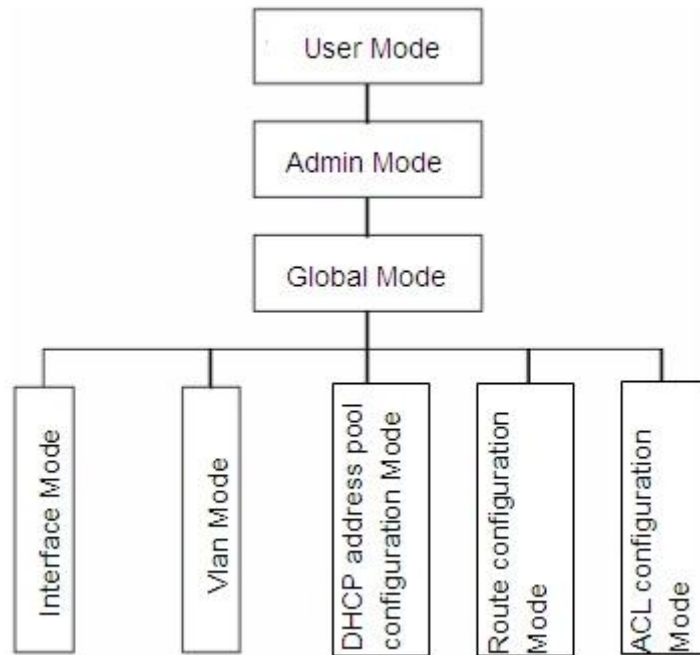 User Mode
Admin Mode
Global Mode
Interface Mode
Vlan Mode
DHCP address pool
configuration Mode
Route configuration
Mode
ACL configuration
Mode